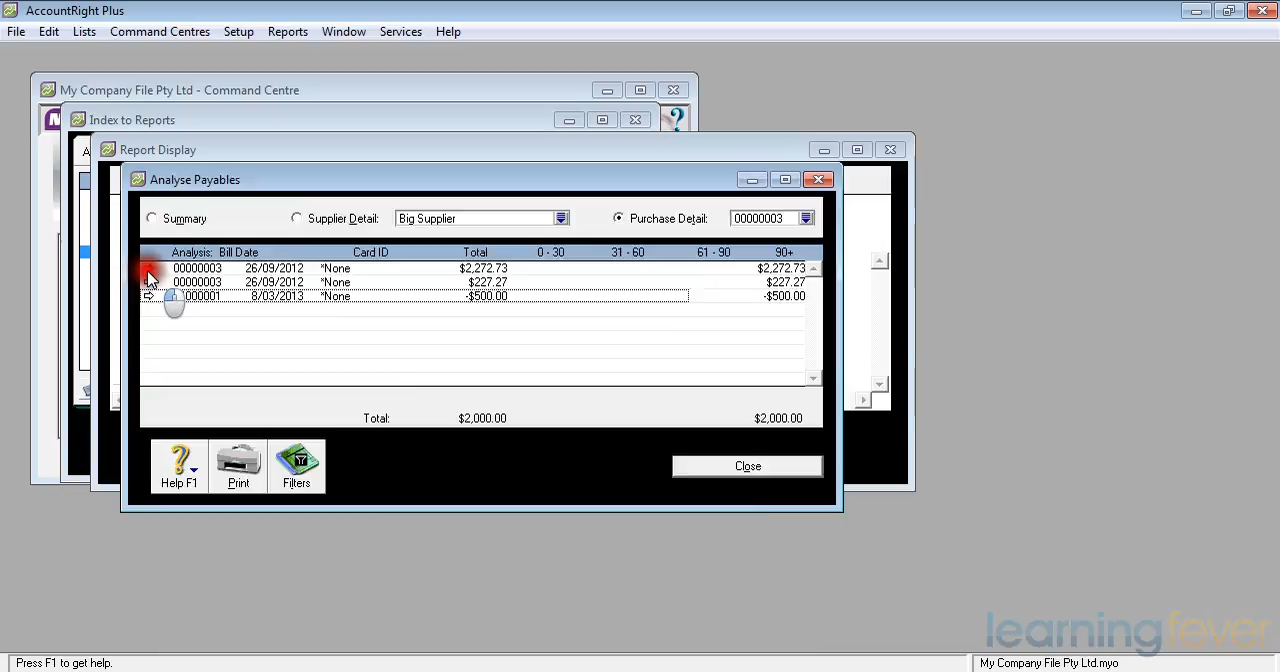 AccountRight Plus
File Edit Lists Command Centres Setup Reports Window Services Help
My Company File Pty Ltd - Command Centre
Index to Reports
Report Display
Analyse Payables
Summary Supplier Detail: Big Supplier Purchase Detail: 00000003
Analysis: Bill Date Card ID Total 0 - 30 31 - 60 61 - 90 90+
00000003 26/09/2012 *None $2,272.73 $2,272.73
00000003 26/09/2012 *None $227.27 $227.27
000001 8/03/2013 *None -$500.00 -$500.00
Total: $2,000.00 $2,000.00
Help F1 Print Filters Close
learningfever
Press F1 to get help. My Company File Pty Ltd.myo